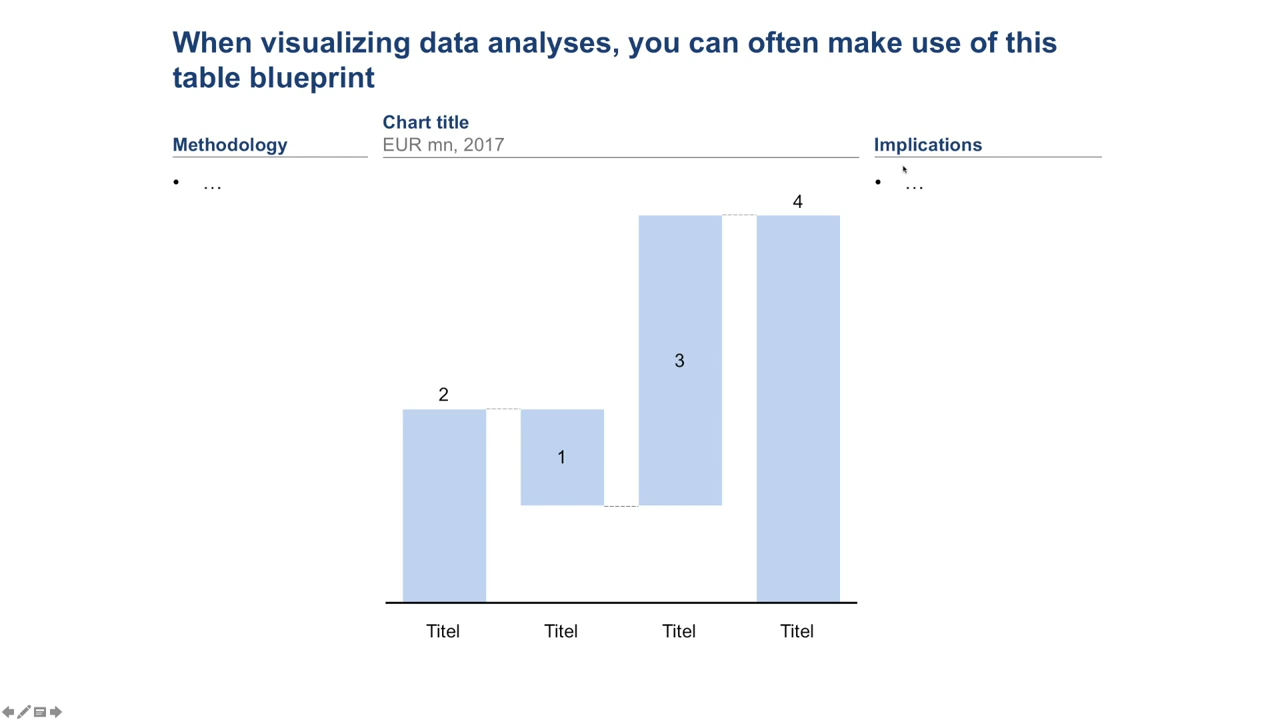 When visualizing data analyses, you can often make use of this
table blueprint
Methodology
• …
Chart title
EUR mn, 2017
2
1
3
4
Titel
Titel
Titel
Titel
Implications
• …